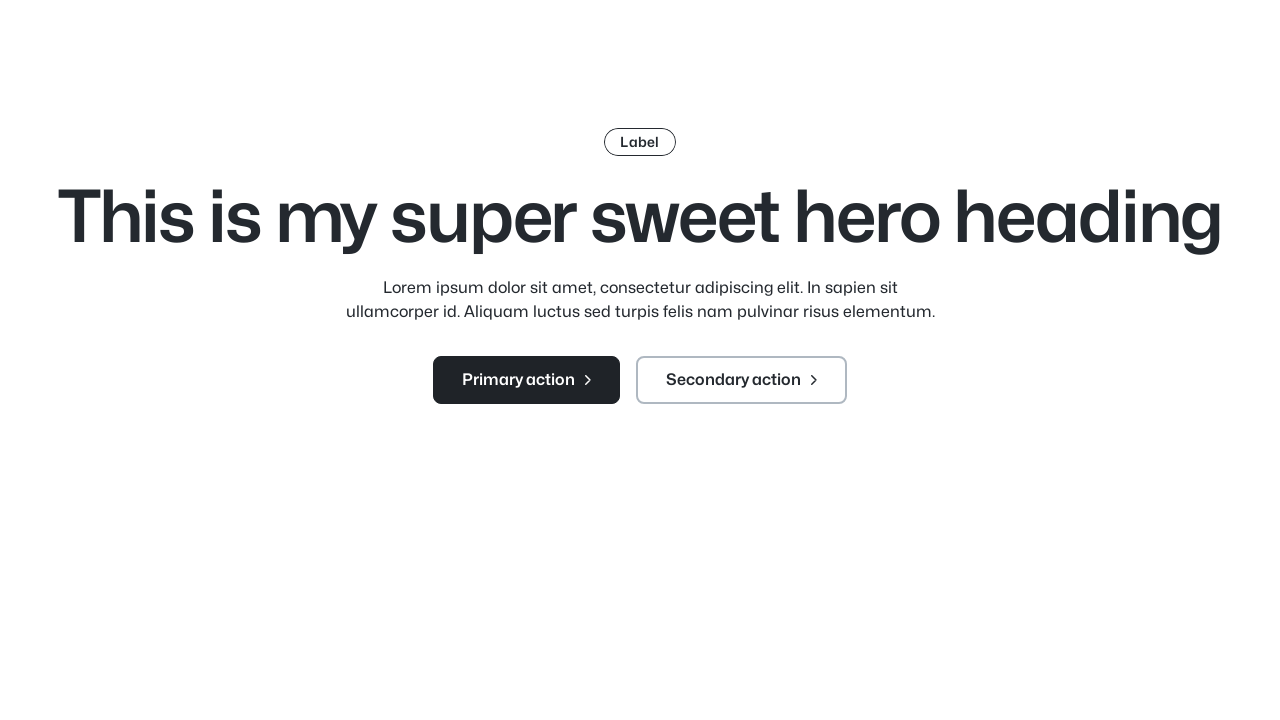 Label
This is my super sweet hero heading
Lorem ipsum dolor sit amet, consectetur adipiscing elit. In sapien sit
ullamcorper id. Aliquam luctus sed turpis felis nam pulvinar risus elementum.
Primary action
Secondary action